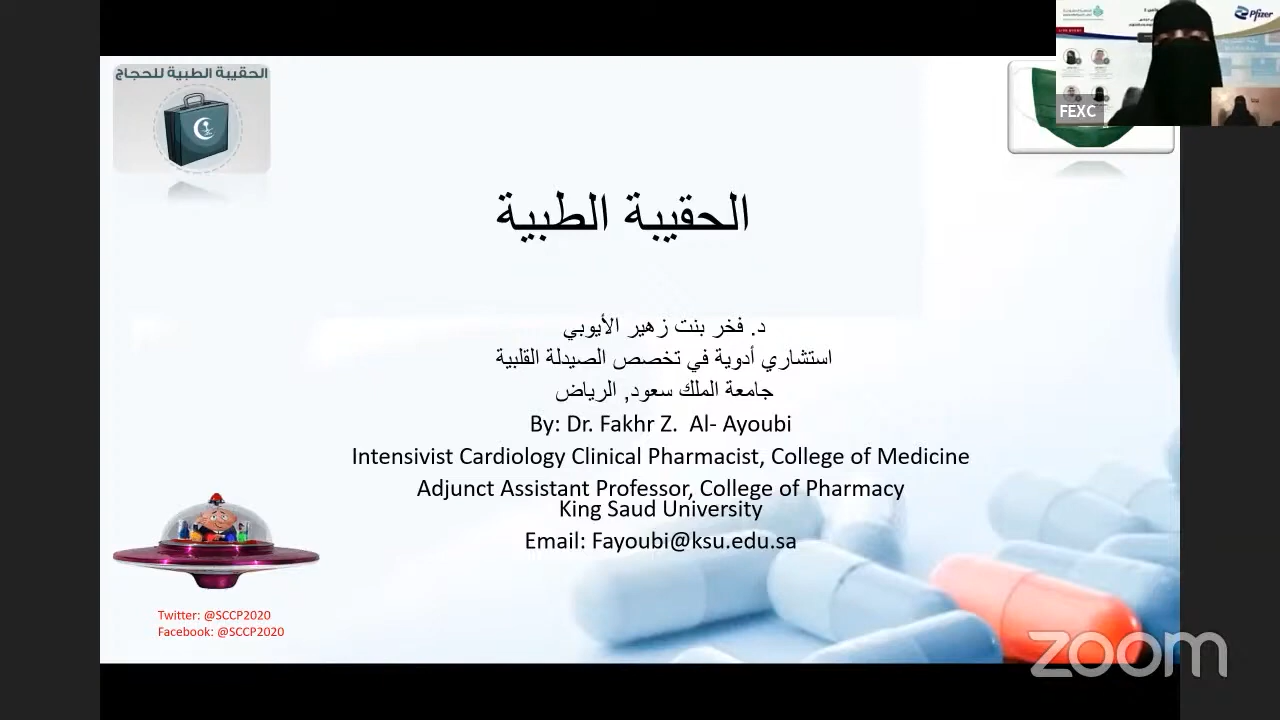 الحقيبة الطبية للحجاج
Pfizer
FEXC
الحقيبة الطبية
د. فخر بنت زهير الأيوبي
استشاري أدوية في تخصص الصيدلة القلبية
جامعة الملك سعود, الرياض
By: Dr. Fakhr Z. Al- Ayoubi
Intensivist Cardiology Clinical Pharmacist, College of Medicine
Adjunct Assistant Professor, College of Pharmacy
King Saud University
Email: Fayoubi@ksu.edu.sa
Twitter: @SCCP2020
Facebook: @SCCP2020
zoom